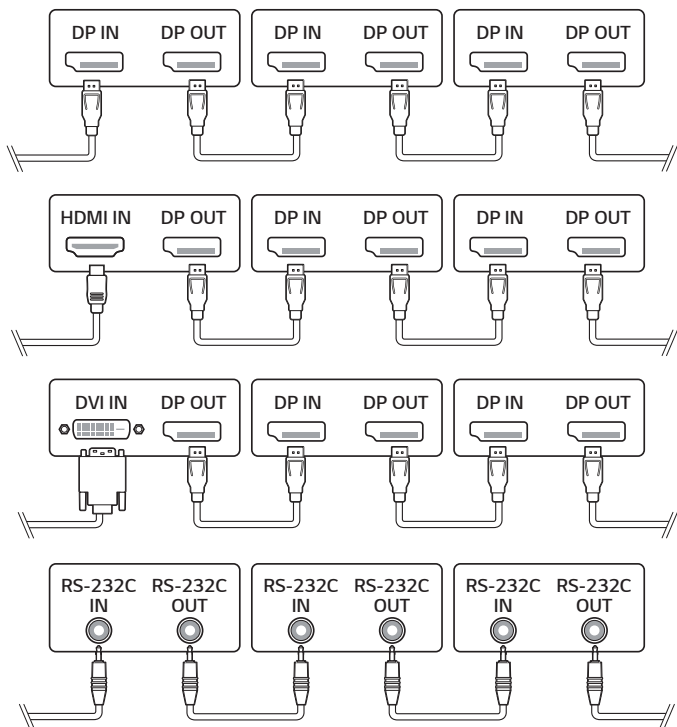 DP IN DP OUT DP IN DP OUT DP IN DP OUT
HDMI IN DP OUT DP IN DP OUT DP IN DP OUT
DVI IN DP OUT DP IN DP OUT DP IN DP OUT
RS-232C RS-232C RS-232C RS-232C RS-232C RS-232C
IN OUT IN OUT IN OUT